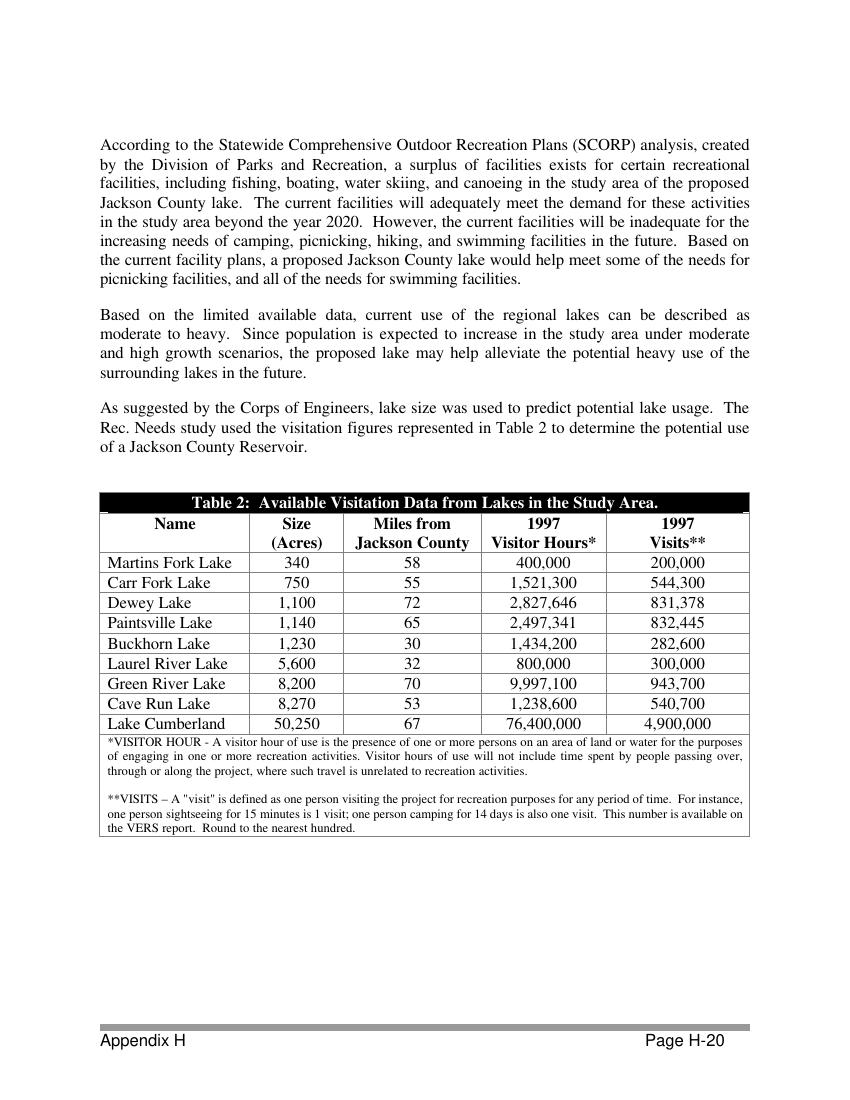 According to the Statewide Comprehensive Outdoor Recreation Plans (SCORP) analysis, created
by the Division of Parks and Recreation, a surplus of facilities exists for certain recreational
facilities, including fishing, boating, water skiing, and canoeing in the study area of the proposed
Jackson County lake. The current facilities will adequately meet the demand for these activities
in the study area beyond the year 2020. However, the current facilities will be inadequate for the
increasing needs of camping, picnicking, hiking, and swimming facilities in the future. Based on
the current facility plans, a proposed Jackson County lake would help meet some of the needs for
picnicking facilities, and all of the needs for swimming facilities.
Based on the limited available data, current use of the regional lakes can be described as
moderate to heavy. Since population is expected to increase in the study area under moderate
and high growth scenarios, the proposed lake may help alleviate the potential heavy use of the
surrounding lakes in the future.
As suggested by the Corps of Engineers, lake size was used to predict potential lake usage. The
Rec. Needs study used the visitation figures represented in Table 2 to determine the potential use
of a Jackson County Reservoir.
Table 2: Available Visitation Data from Lakes in the Study Area.
Name Size Miles from 1997 1997
(Acres) Jackson County Visitor Hours* Visits**
Martins Fork Lake 340 58 400,000 200,000
Carr Fork Lake 750 55 1,521,300 544,300
Dewey Lake 1,100 72 2,827,646 831,378
Paintsville Lake 1,140 65 2,497,341 832,445
Buckhorn Lake 1,230 30 1,434,200 282,600
Laurel River Lake 5,600 32 800,000 300,000
Green River Lake 8,200 70 9,997,100 943,700
Cave Run Lake 8,270 53 1,238,600 540,700
Lake Cumberland 50,250 67 76,400,000 4,900,000
*VISITOR HOUR - A visitor hour of use is the presence of one or more persons on an area of land or water for the purposes
of engaging in one or more recreation activities. Visitor hours of use will not include time spent by people passing over,
through or along the project, where such travel is unrelated to recreation activities.
**VISITS – A "visit" is defined as one person visiting the project for recreation purposes for any period of time. For instance,
one person sightseeing for 15 minutes is 1 visit; one person camping for 14 days is also one visit. This number is available on
the VERS report. Round to the nearest hundred.
Appendix H Page H-20